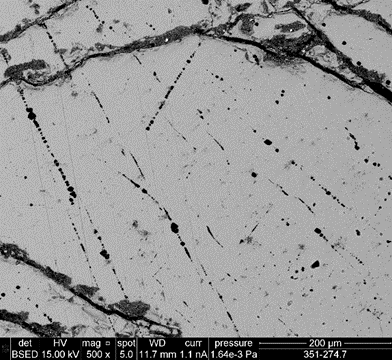 det HV mag □ spot WD curr pressure 200 μm
BSED 15.00 kV 500 x 5.0 11.7 mm 1.1 nA 1.64e-3 Pa 351-274.7